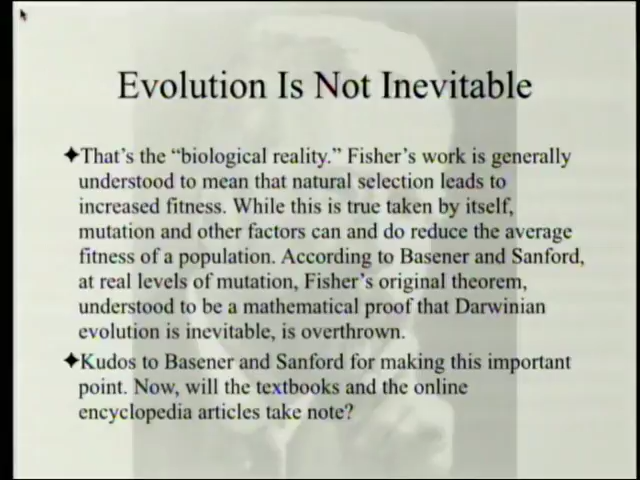 Evolution Is Not Inevitable
✦That's the “biological reality.” Fisher's work is generally
understood to mean that natural selection leads to
increased fitness. While this is true taken by itself,
mutation and other factors can and do reduce the average
fitness of a population. According to Basener and Sanford,
at real levels of mutation, Fisher's original theorem,
understood to be a mathematical proof that Darwinian
evolution is inevitable, is overthrown.
✦Kudos to Basener and Sanford for making this important
point. Now, will the textbooks and the online
encyclopedia articles take note?